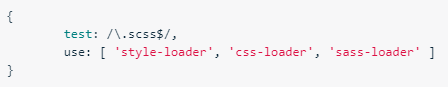 {
test: /\.scss$/,
use: [ 'style-loader', 'css-loader', 'sass-loader' ]
}